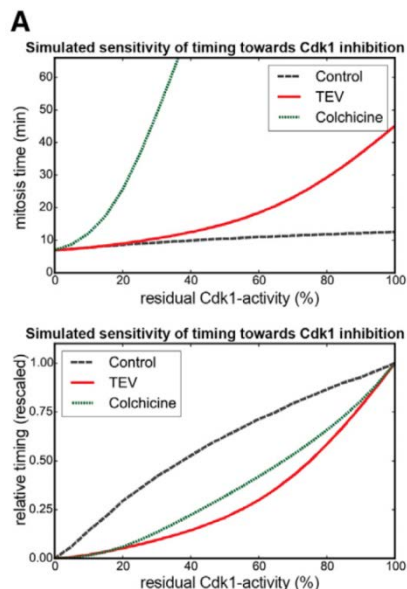 A
Simulated sensitivity of timing towards Cdk1 inhibition
60
50
40
30
20
10
0
mitosis time (min)
Control
TEV
Colchicine
0 20 40 60 80 100
residual Cdk1-activity (%)
Simulated sensitivity of timing towards Cdk1 inhibition
1.00
0.75
0.50
0.25
0.00
relative timing (rescaled)
Control
TEV
Colchicine
0 20 40 60 80 100
residual Cdk1-activity (%)